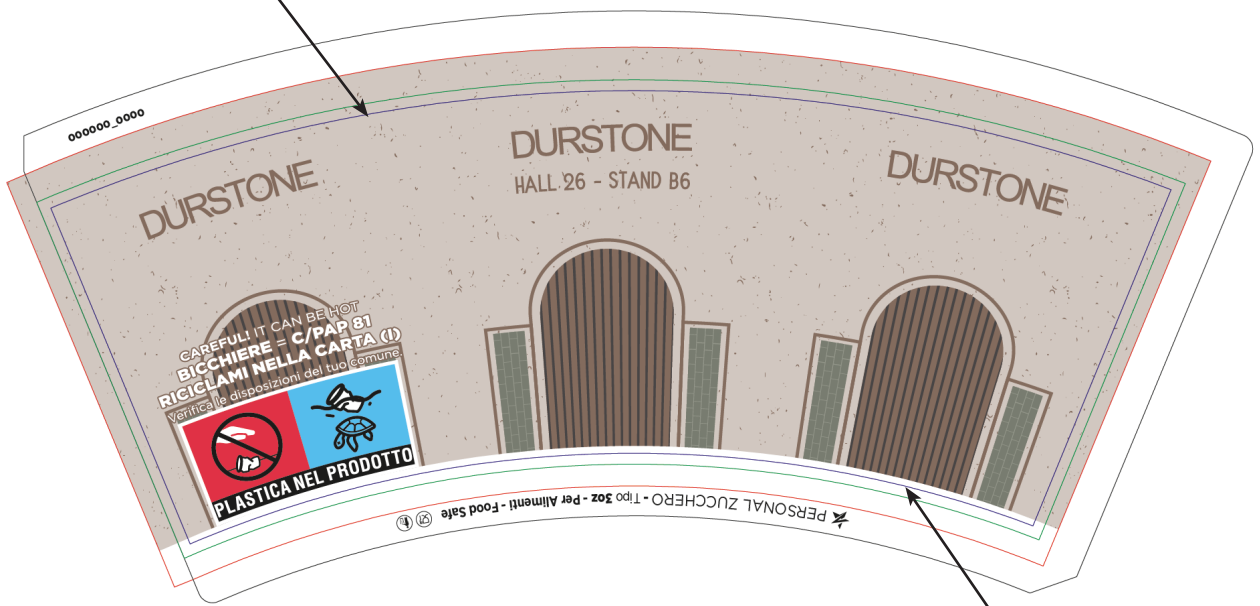 000000_0000
DURSTONE
DURSTONE
HALL 26 - STAND B6
DURSTONE
CAREFUL! IT CAN BE HOT
BICCHIERE = C/PAP 81
RICICLAMI NELLA CARTA (I)
Verifica le disposizioni del tuo comune.
PLASTICA NEL PRODOTTO
PERSONAL ZUCCHERO - Tipo 3oz - Per Alimenti - Food Safe